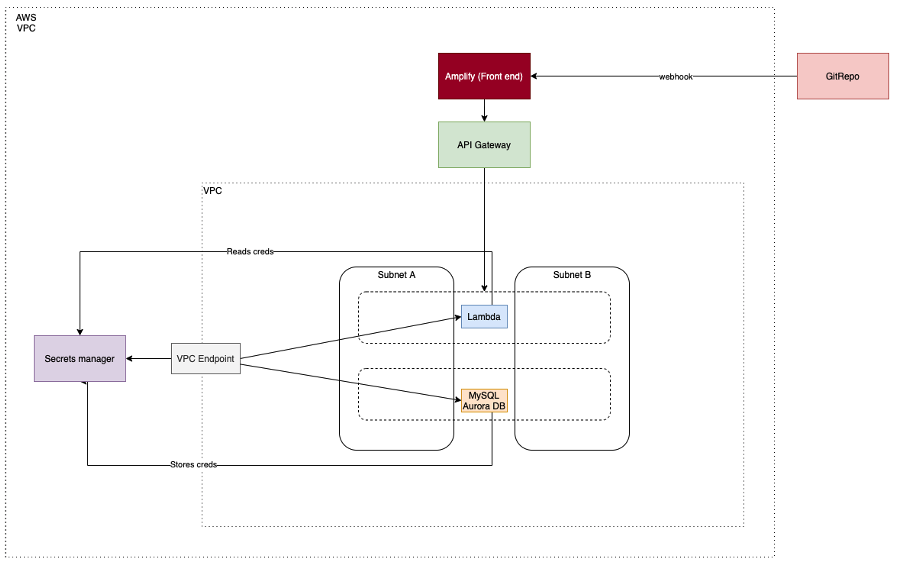 AWS
VPC
Amplify (Front end)
webhook
GitRepo
API Gateway
VPC
Reads creds
Subnet A
Subnet B
Lambda
Secrets manager
VPC Endpoint
MySQL
Aurora DB
Stores creds